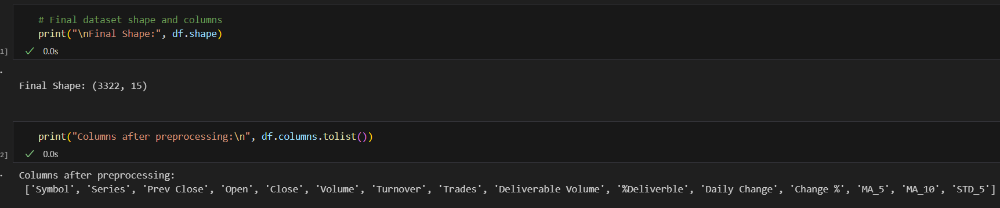 # Final dataset shape and columns
print("\nFinal Shape:", df.shape)
1]
0.0s
Final Shape: (3322, 15)
print("Columns after preprocessing:\n", df.columns.tolist())
2]
0.0s
Columns after preprocessing:
['Symbol', 'Series', 'Prev Close', 'Open', 'Close', 'Volume', 'Turnover', 'Trades', 'Deliverable Volume', '%Deliverble', 'Daily Change', 'Change %', 'MA_5', 'MA_10', 'STD_5']